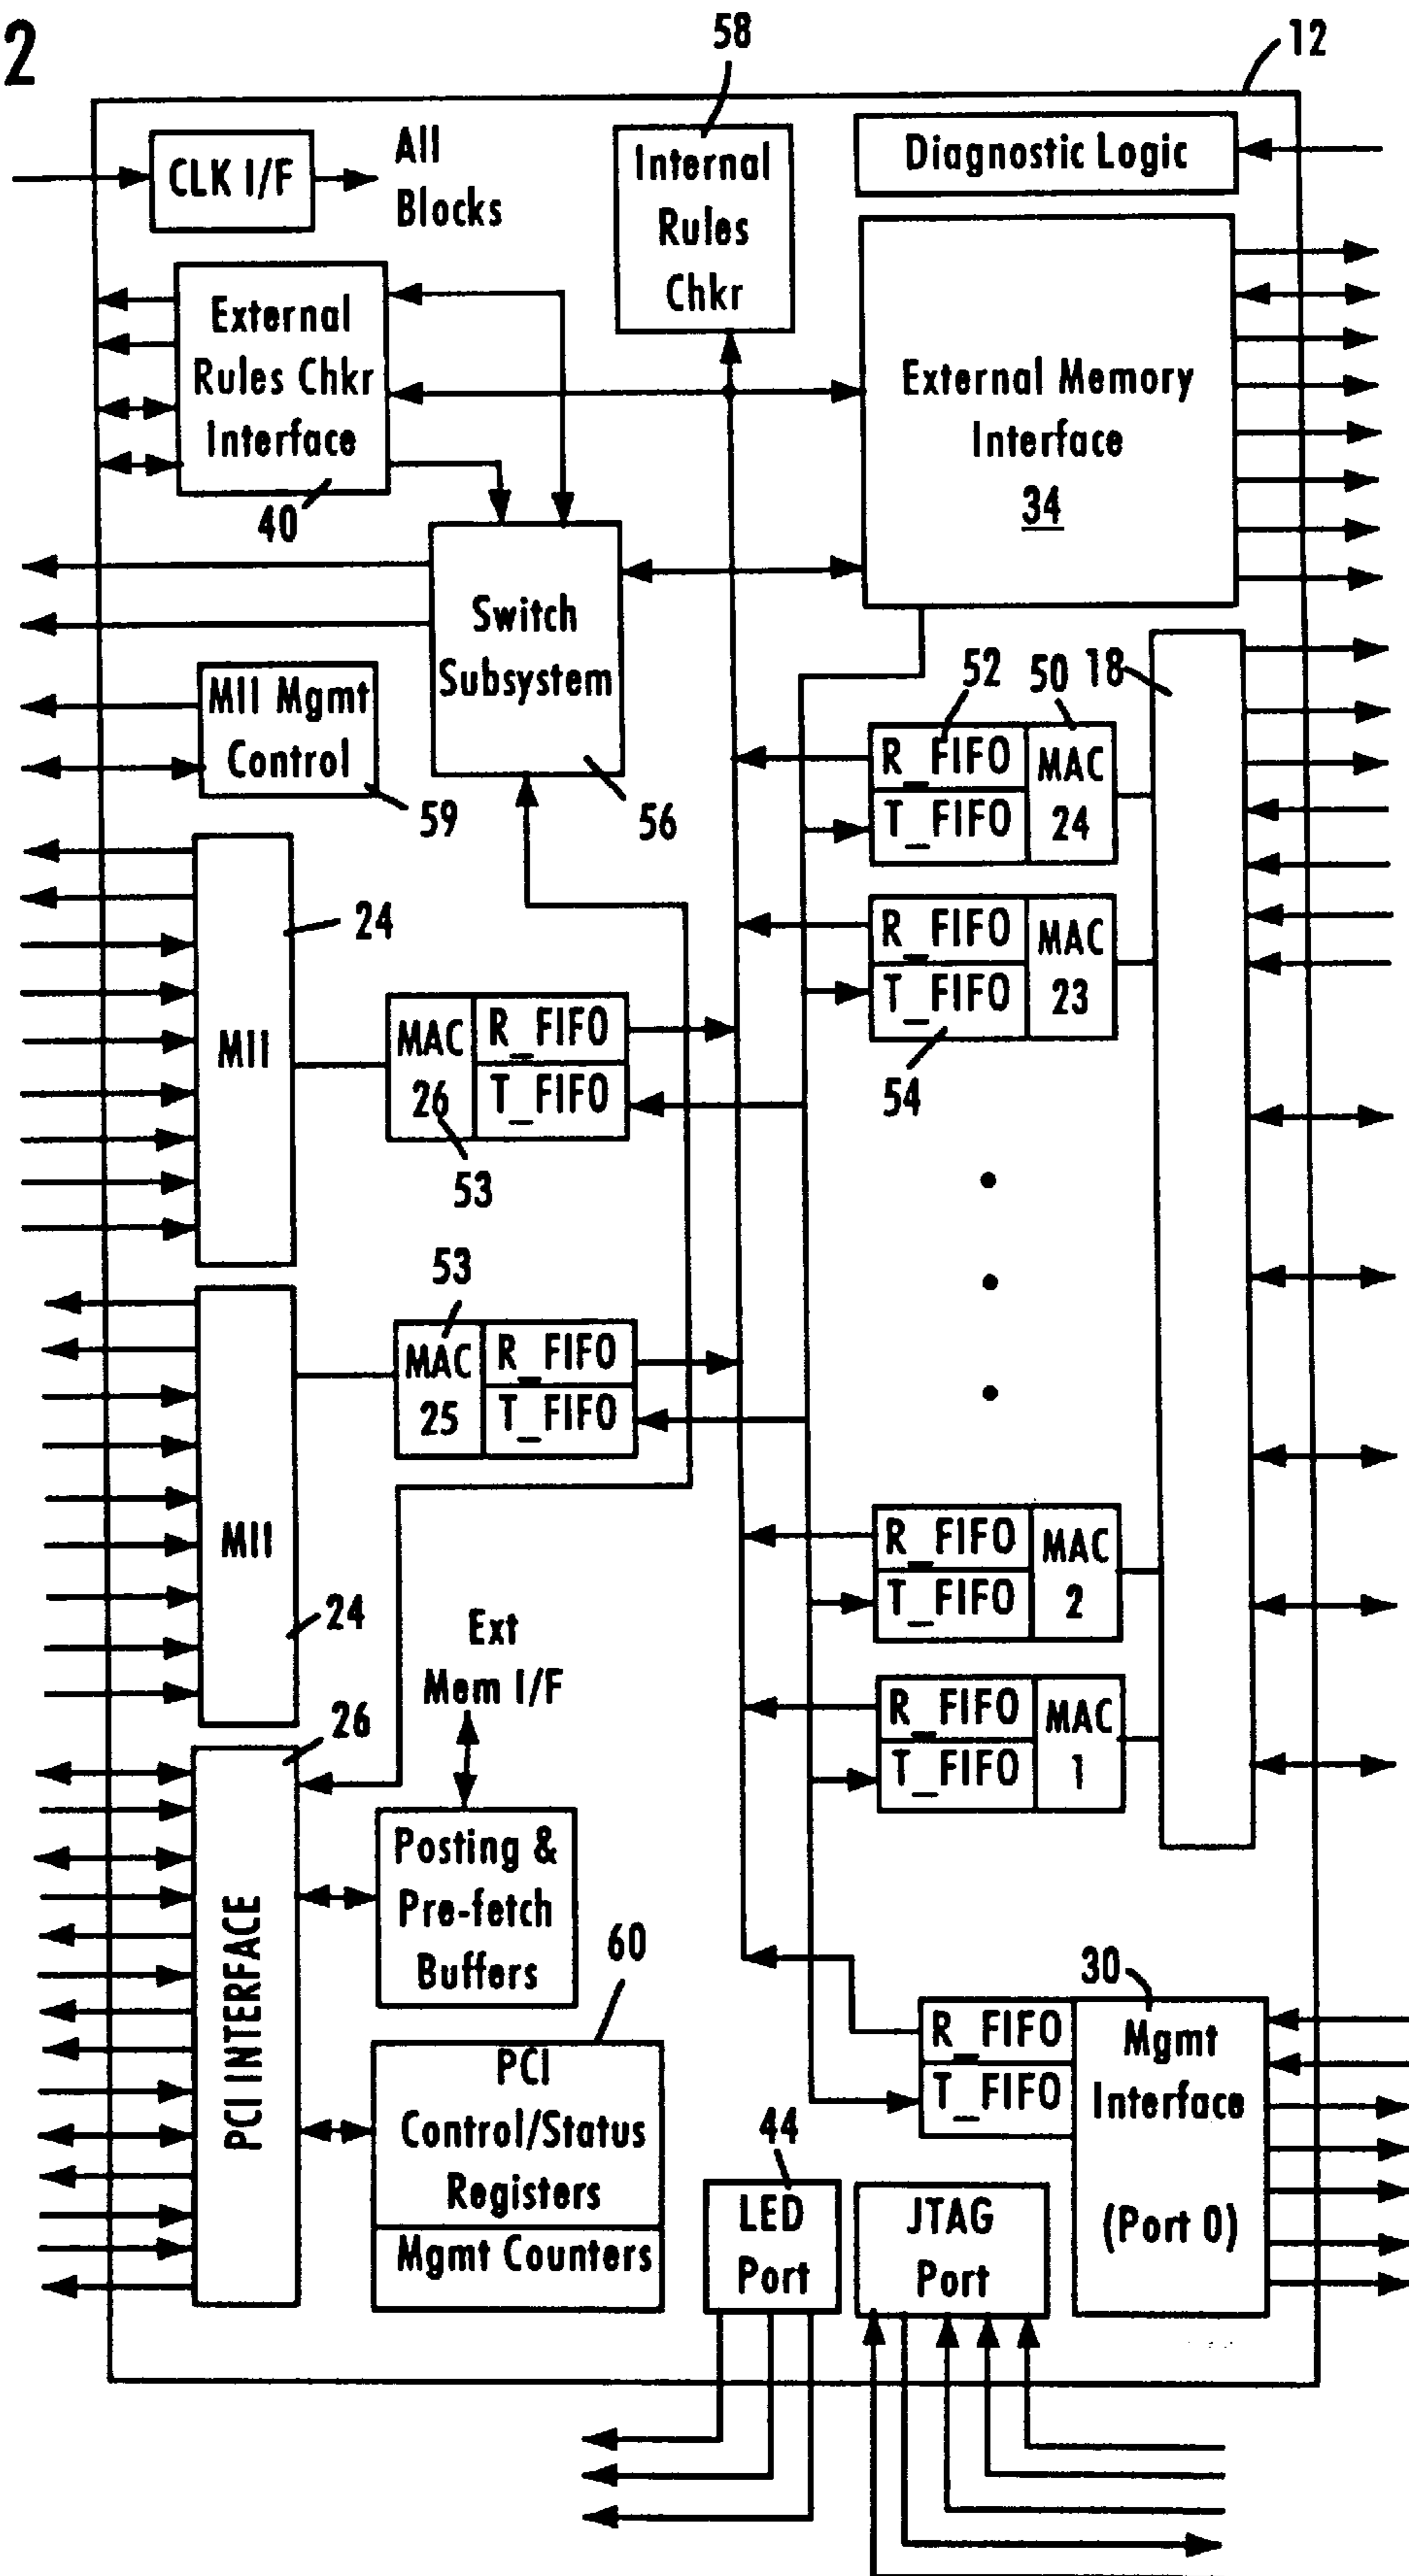 2
58
12
CLK I/F
All
Blocks
Internal
Rules
Chkr
Diagnostic Logic
External
Rules Chkr
Interface
40
External Memory
Interface
34
Switch
Subsystem
56
MII Mgmt
Control
59
52
50
18
R_FIFO
T_FIFO
MAC
24
R_FIFO
T_FIFO
MAC
23
54
24
MII
MAC
26
R_FIFO
T_FIFO
53
53
MAC
25
R_FIFO
T_FIFO
MII
24
R_FIFO
T_FIFO
MAC
2
R_FIFO
T_FIFO
MAC
1
Ext
Mem I/F
26
PCI INTERFACE
Posting &
Pre-fetch
Buffers
60
PCI
Control/Status
Registers
Mgmt Counters
30
R_FIFO
T_FIFO
Mgmt
Interface
(Port 0)
44
LED
Port
JTAG
Port